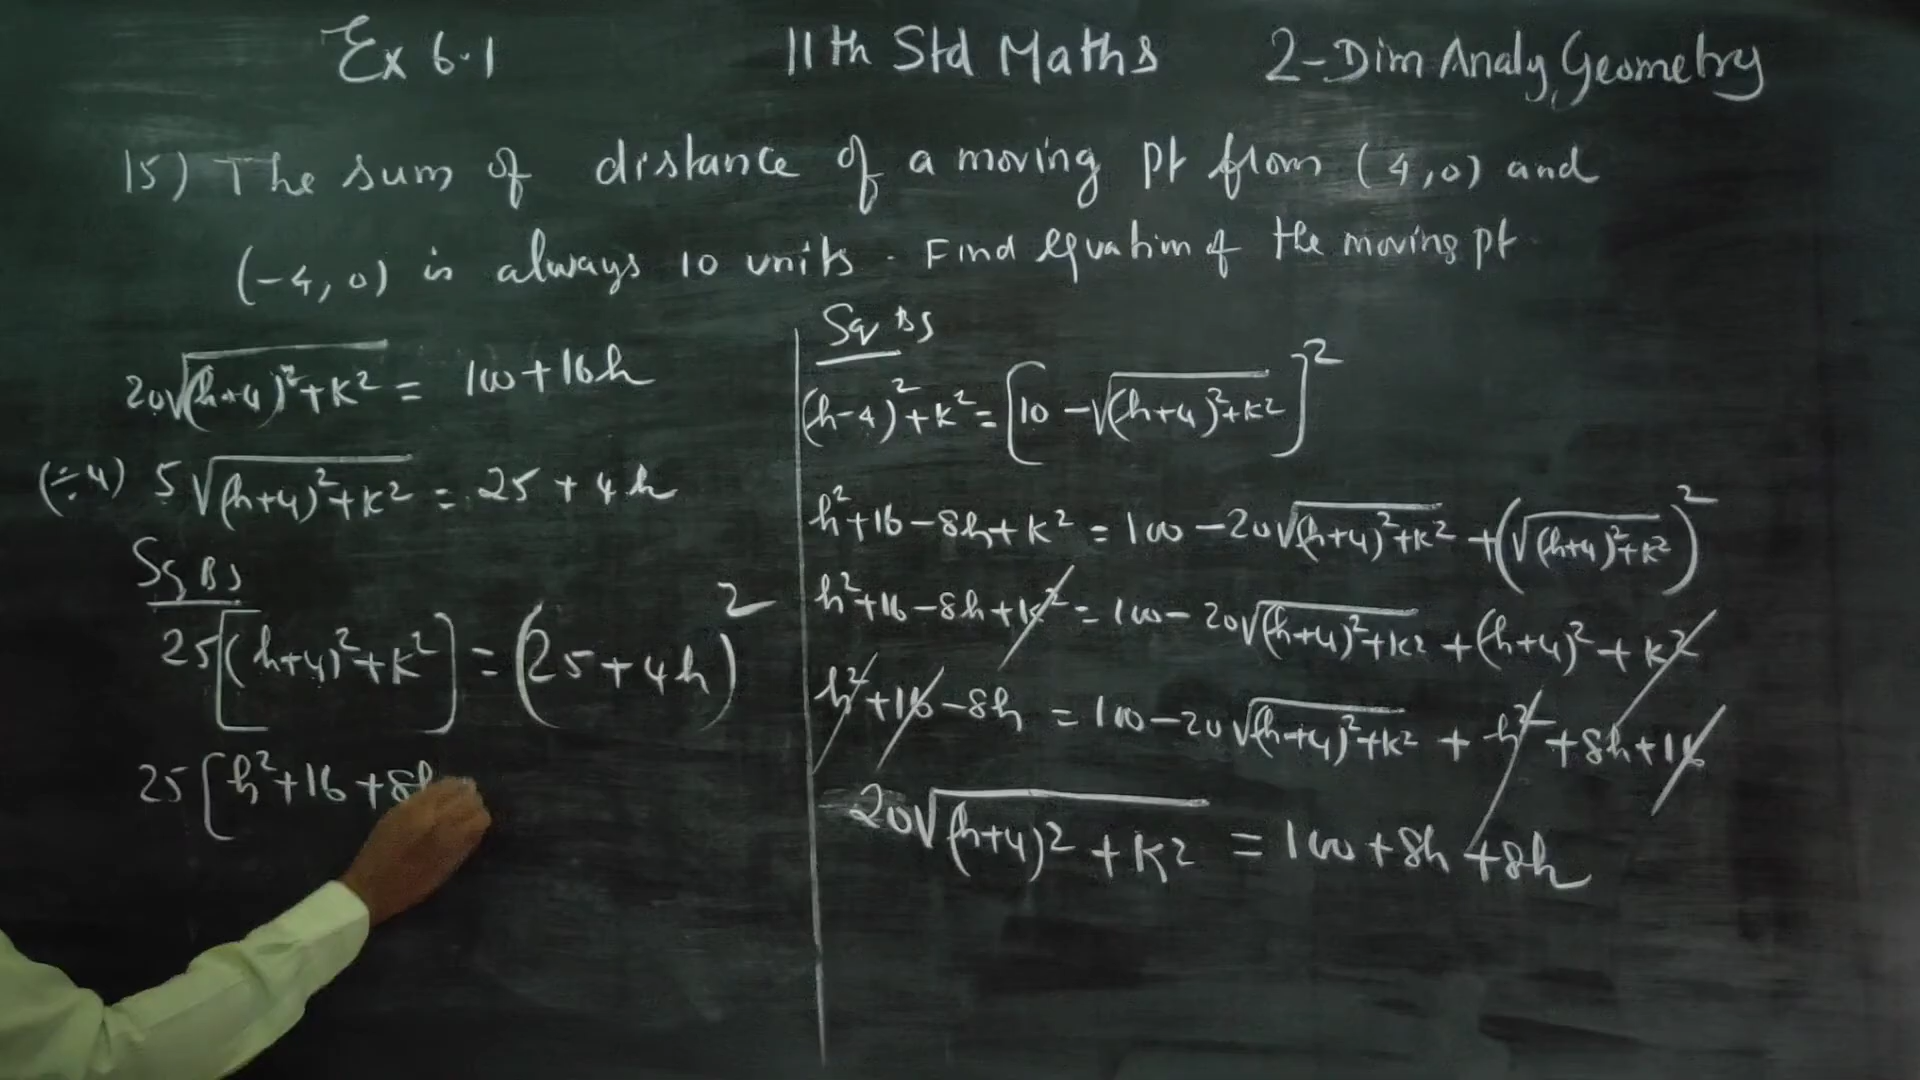 Ex 6.1 11th Std Maths 2-Dim Analy, Geometry
15) The sum of distance of a moving pt from (4,0) and
(-4,0) is always 10 units. Find equation of the moving pt.
20√((h+4)²+k²) = 100+16h
(÷4) 5√((h+4)²+k²) = 25+4h
Sq BS
25[(h+4)²+k²] = (25+4h)²
25[h²+16+8h
Sq BS
(h-4)²+k² = [10-√((h+4)²+k²)]²
h²+16-8h+k² = 100-20√((h+4)²+k²) + (√((h+4)²+k²))²
h²+16-8h+k² = 100-20√((h+4)²+k²) + (h+4)²+k²
h²+16-8h = 100-20√((h+4)²+k²) + h²+8h+16
20√((h+4)²+k²) = 100+8h+8h